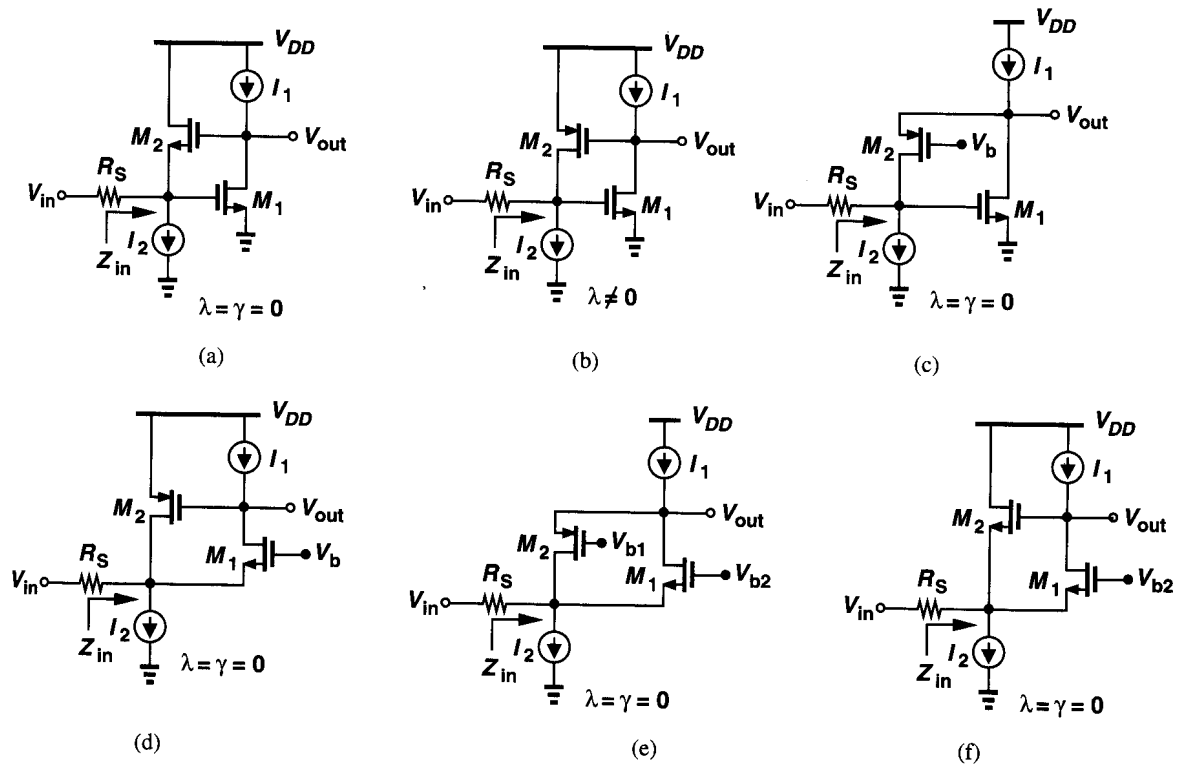 V_DD
I_1
M_2
V_out
R_S
V_in
M_1
I_2
Z_in
λ = γ = 0
(a)
V_DD
I_1
M_2
V_out
R_S
V_in
M_1
I_2
Z_in
λ ≠ 0
(b)
V_DD
I_1
V_out
M_2
V_b
R_S
V_in
M_1
I_2
Z_in
λ = γ = 0
(c)
V_DD
I_1
M_2
V_out
M_1
V_b
R_S
V_in
I_2
Z_in
λ = γ = 0
(d)
V_DD
I_1
V_out
M_2
V_b1
M_1
V_b2
R_S
V_in
I_2
Z_in
λ = γ = 0
(e)
V_DD
I_1
M_2
V_out
M_1
V_b2
R_S
V_in
I_2
Z_in
λ = γ = 0
(f)